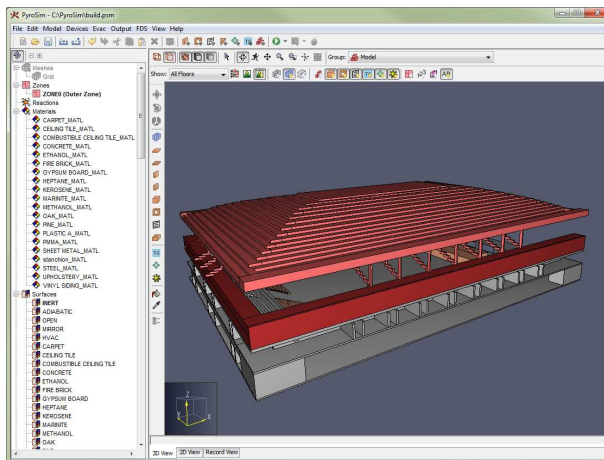 PyroSim - C:\PyroSim\build.psm
File Edit Model Devices Evac Output FDS View Help
Group: Model
Show: All Floors
Meshes
Grid
Zones
ZONE0 (Outer Zone)
Reactions
Materials
CARPET_MATL
CEILING TILE_MATL
COMBUSTIBLE CEILING TILE_MATL
CONCRETE_MATL
ETHANOL_MATL
FIRE BRICK_MATL
GYPSUM BOARD_MATL
HEPTANE_MATL
KEROSENE_MATL
MARINITE_MATL
METHANOL_MATL
OAK_MATL
PINE_MATL
PLASTIC A_MATL
PMMA_MATL
SHEET METAL_MATL
stanchion_MATL
STEEL_MATL
UPHOLSTERY_MATL
VINYL SIDING_MATL
Surfaces
INERT
ADIABATIC
OPEN
MIRROR
HVAC
CARPET
CEILING TILE
COMBUSTIBLE CEILING TILE
CONCRETE
ETHANOL
FIRE BRICK
GYPSUM BOARD
HEPTANE
KEROSENE
MARINITE
METHANOL
OAK
Z
Y
X
3D View 2D View Record View